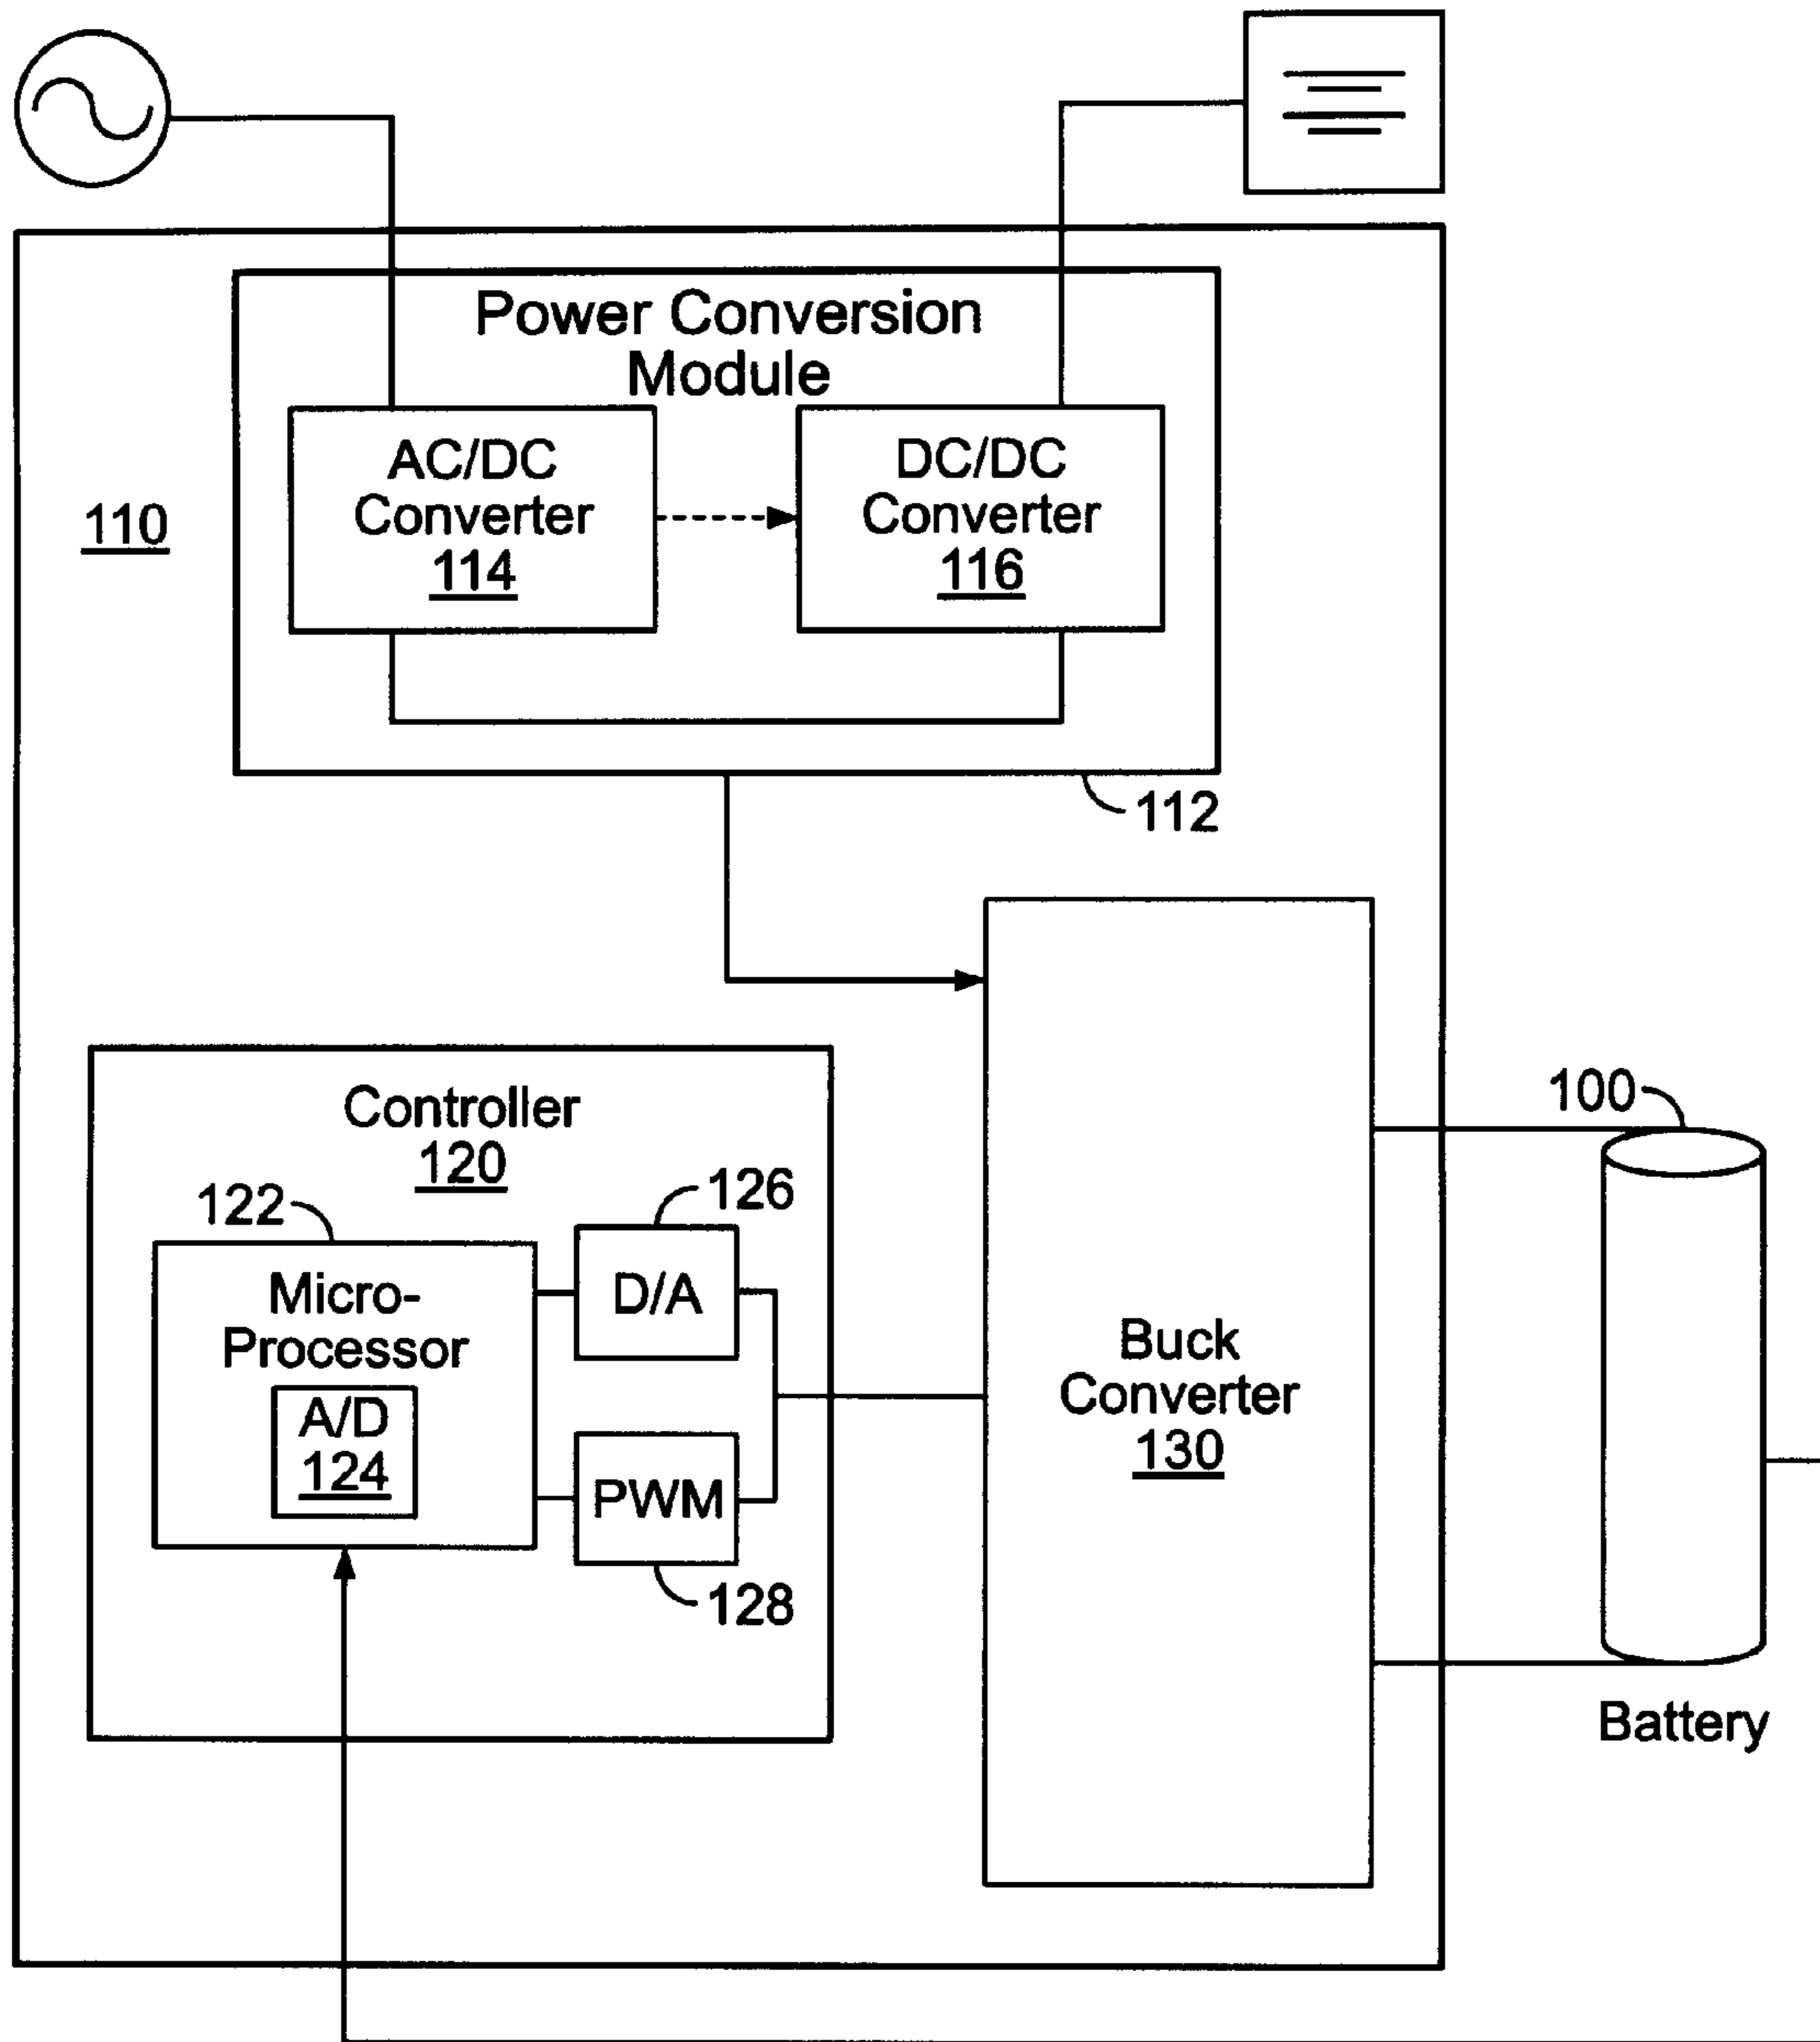 Power Conversion
Module
AC/DC
Converter
114
DC/DC
Converter
116
110
112
Controller
120
122
126
Micro-
Processor
A/D
124
D/A
PWM
128
Buck
Converter
130
100
Battery